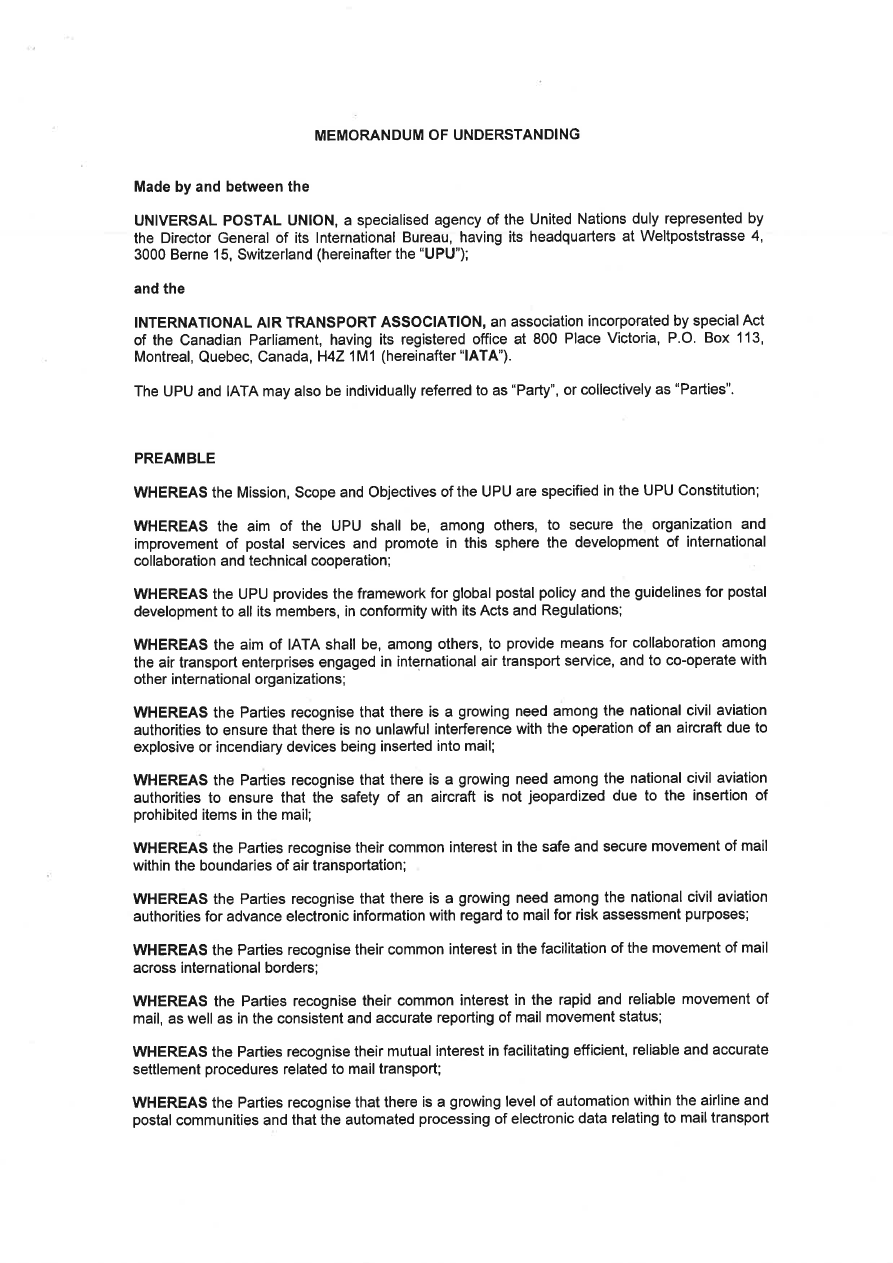 MEMORANDUM OF UNDERSTANDING
Made by and between the
UNIVERSAL POSTAL UNION, a specialised agency of the United Nations duly represented by
the Director General of its International Bureau, having its headquarters at Weltpoststrasse 4,
3000 Berne 15, Switzerland (hereinafter the "UPU");
and the
INTERNATIONAL AIR TRANSPORT ASSOCIATION, an association incorporated by special Act
of the Canadian Parliament, having its registered office at 800 Place Victoria, P.O. Box 113,
Montreal, Quebec, Canada, H4Z 1M1 (hereinafter "IATA").
The UPU and IATA may also be individually referred to as "Party", or collectively as "Parties".
PREAMBLE
WHEREAS the Mission, Scope and Objectives of the UPU are specified in the UPU Constitution;
WHEREAS the aim of the UPU shall be, among others, to secure the organization and
improvement of postal services and promote in this sphere the development of international
collaboration and technical cooperation;
WHEREAS the UPU provides the framework for global postal policy and the guidelines for postal
development to all its members, in conformity with its Acts and Regulations;
WHEREAS the aim of IATA shall be, among others, to provide means for collaboration among
the air transport enterprises engaged in international air transport service, and to co-operate with
other international organizations;
WHEREAS the Parties recognise that there is a growing need among the national civil aviation
authorities to ensure that there is no unlawful interference with the operation of an aircraft due to
explosive or incendiary devices being inserted into mail;
WHEREAS the Parties recognise that there is a growing need among the national civil aviation
authorities to ensure that the safety of an aircraft is not jeopardized due to the insertion of
prohibited items in the mail;
WHEREAS the Parties recognise their common interest in the safe and secure movement of mail
within the boundaries of air transportation;
WHEREAS the Parties recognise that there is a growing need among the national civil aviation
authorities for advance electronic information with regard to mail for risk assessment purposes;
WHEREAS the Parties recognise their common interest in the facilitation of the movement of mail
across international borders;
WHEREAS the Parties recognise their common interest in the rapid and reliable movement of
mail, as well as in the consistent and accurate reporting of mail movement status;
WHEREAS the Parties recognise their mutual interest in facilitating efficient, reliable and accurate
settlement procedures related to mail transport;
WHEREAS the Parties recognise that there is a growing level of automation within the airline and
postal communities and that the automated processing of electronic data relating to mail transport